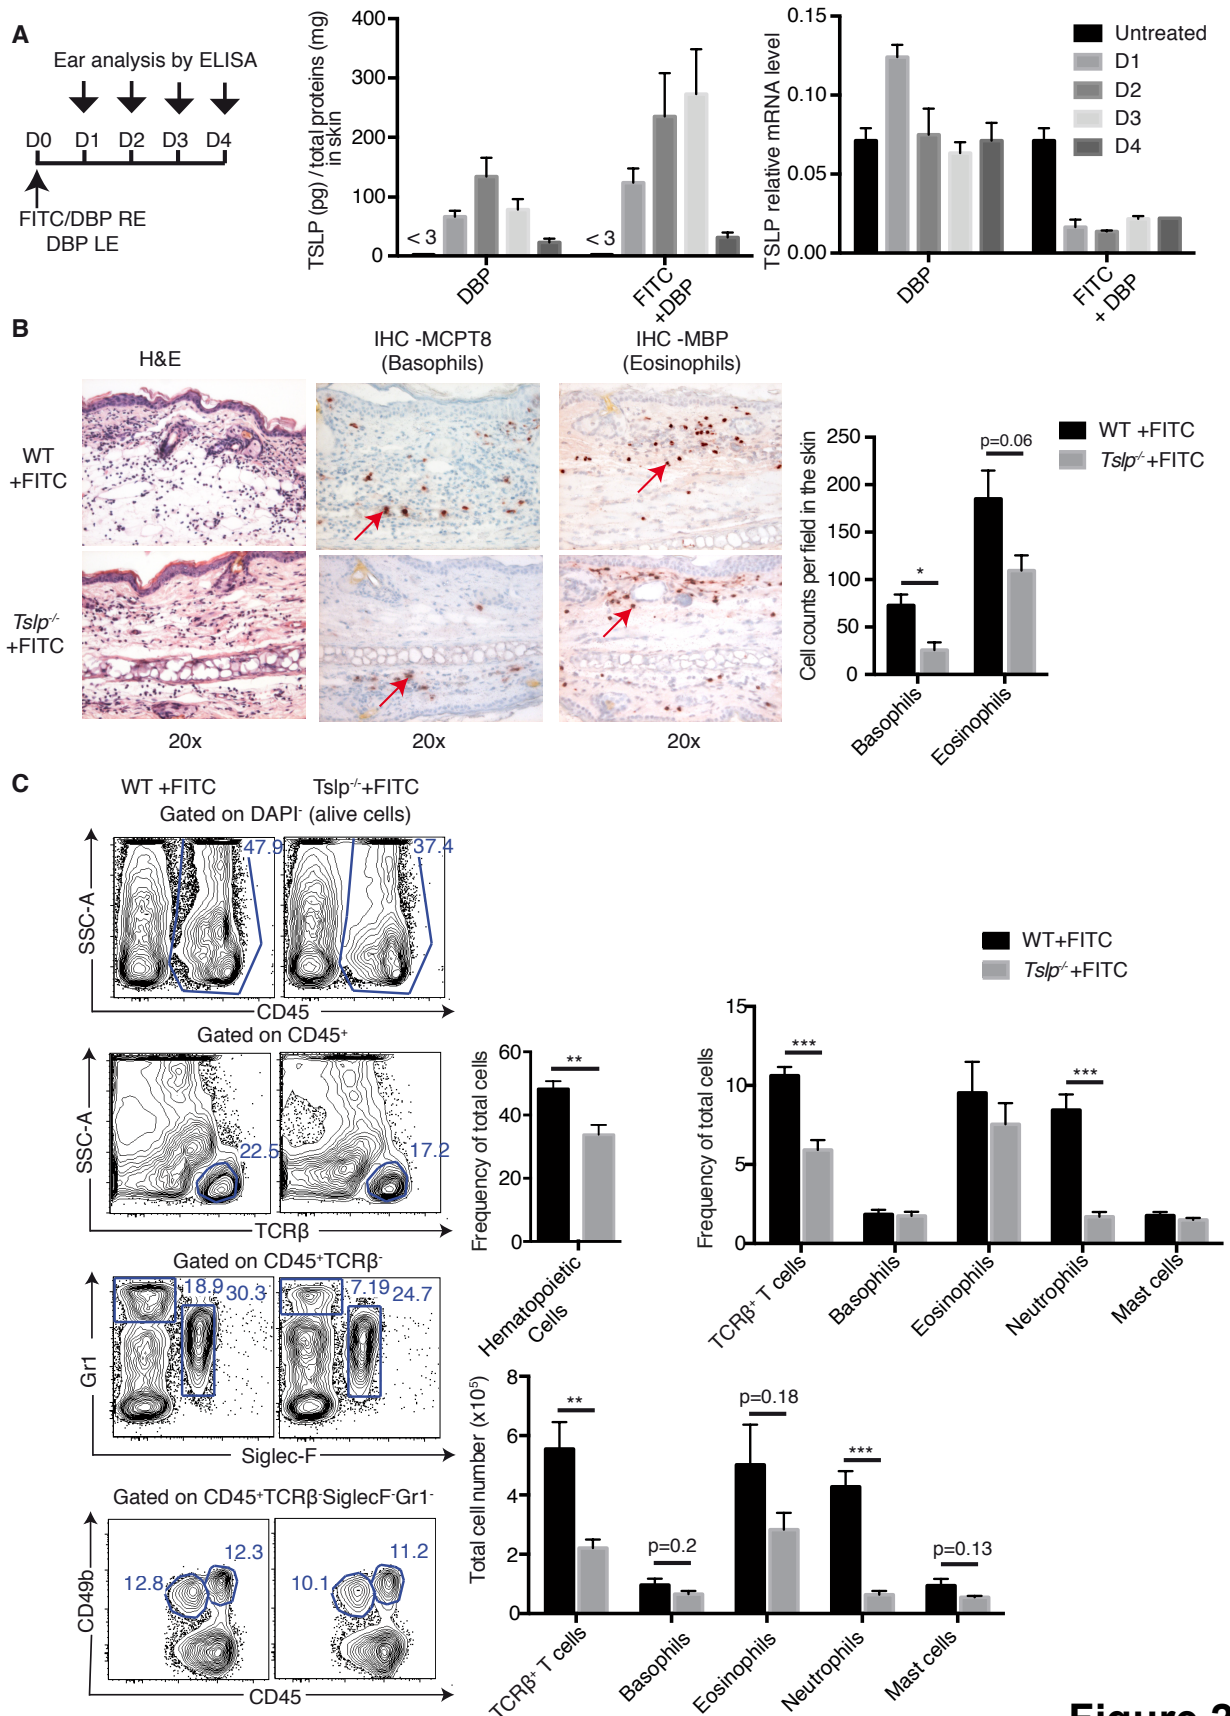 A
Ear analysis by ELISA
D0 D1 D2 D3 D4
FITC/DBP RE
DBP LE
TSLP (pg) /total proteins (mg)
in skin
400
300
200
100
0
< 3
< 3
DBP
FITC
+DBP
TSLP relative mRNA level
0.15
0.10
0.05
0.00
DBP
FITC
+ DBP
Untreated
D1
D2
D3
D4
B
H&E
IHC -MCPT8
(Basophils)
IHC -MBP
(Eosinophils)
WT
+FITC
Tslp-/-
+FITC
20x
20x
20x
Cell counts per field in the skin
250
200
150
100
50
0
*
p=0.06
Basophils
Eosinophils
WT +FITC
Tslp-/-+FITC
C
WT +FITC
Tslp-/-+FITC
Gated on DAPI- (alive cells)
SSC-A
47.9
37.4
CD45
Gated on CD45+
SSC-A
22.5
17.2
TCRβ
Gated on CD45+TCRβ-
Gr1
18.9 30.3
7.19 24.7
Siglec-F
Gated on CD45+TCRβ-SiglecF-Gr1-
CD49b
12.8
12.3
10.1
11.2
CD45
Frequency of total cells
60
40
20
0
**
Hematopoietic
Cells
WT+FITC
Tslp-/-+FITC
Frequency of total cells
15
10
5
0
***
***
TCRβ+ T cells
Basophils
Eosinophils
Neutrophils
Mast cells
Total cell number (x10⁵)
8
6
4
2
0
**
p=0.2
p=0.18
***
p=0.13
TCRβ+ T cells
Basophils
Eosinophils
Neutrophils
Mast cells
Figure 2